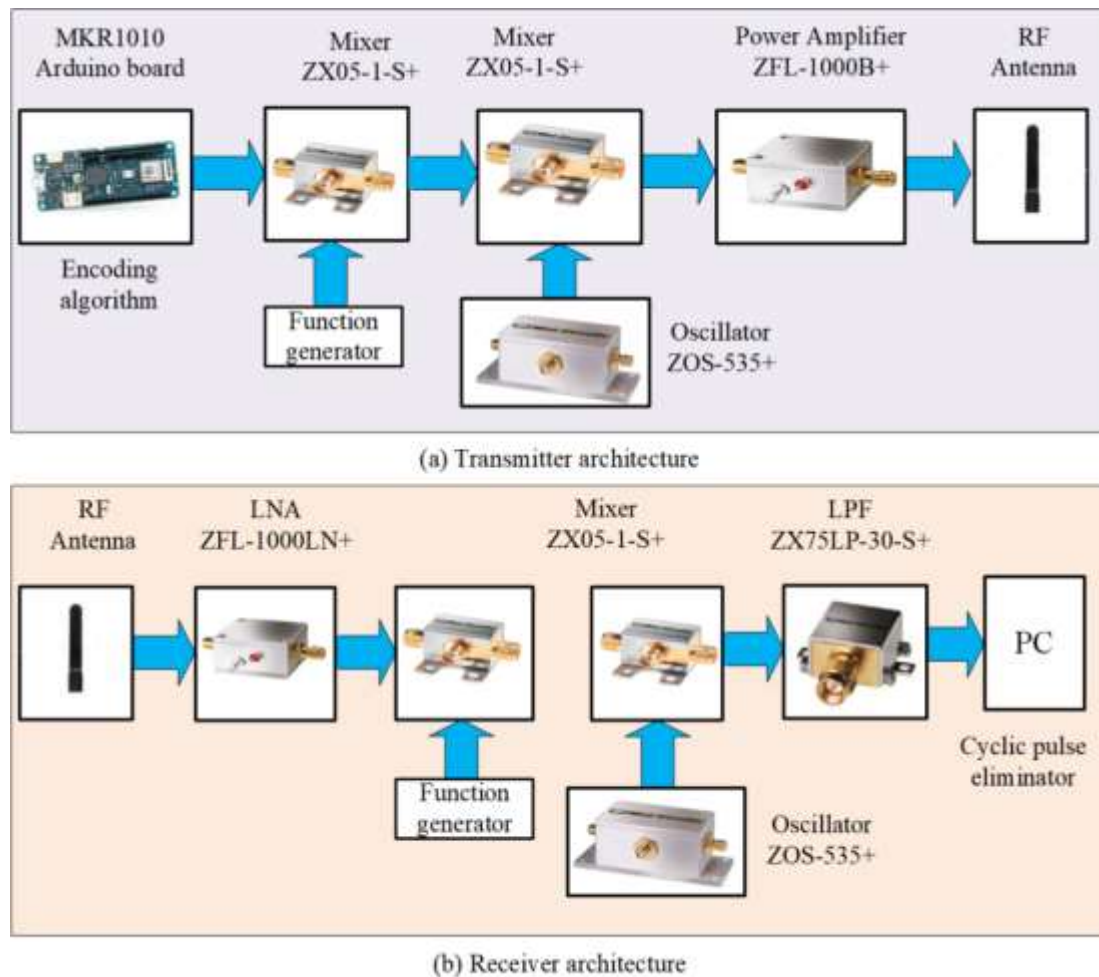 MKR1010
Arduino board
Mixer
ZX05-1-S+
Mixer
ZX05-1-S+
Power Amplifier
ZFL-1000B+
RF
Antenna
Encoding
algorithm
Function
generator
Oscillator
ZOS-535+
(a) Transmitter architecture
RF
Antenna
LNA
ZFL-1000LN+
Mixer
ZX05-1-S+
LPF
ZX75LP-30-S+
PC
Function
generator
Cyclic pulse
eliminator
Oscillator
ZOS-535+
(b) Receiver architecture